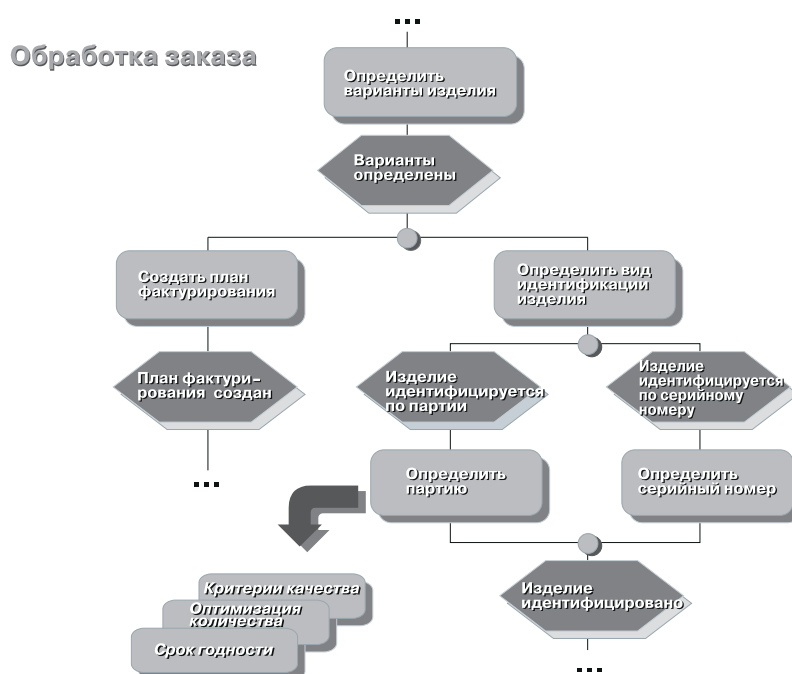 Обработка заказа
Определить
варианты изделия
Варианты
определены
Создать план
фактурирования
Определить вид
идентификации
изделия
План фактури–
рования создан
Изделие
идентифицируется
по партии
Изделие
идентифицируется
по серийному
номеру
Определить
партию
Определить
серийный номер
Критерии качества
Оптимизация
количества
Срок годности
Изделие
идентифицировано